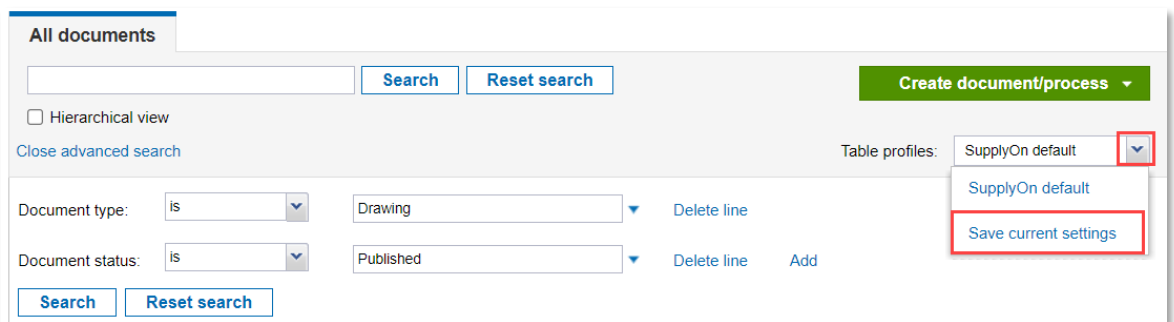 All documents
Search Reset search Create document/process
Hierarchical view
Close advanced search Table profiles: SupplyOn default
SupplyOn default
Document type: is Drawing Delete line
Save current settings
Document status: is Published Delete line Add
Search Reset search